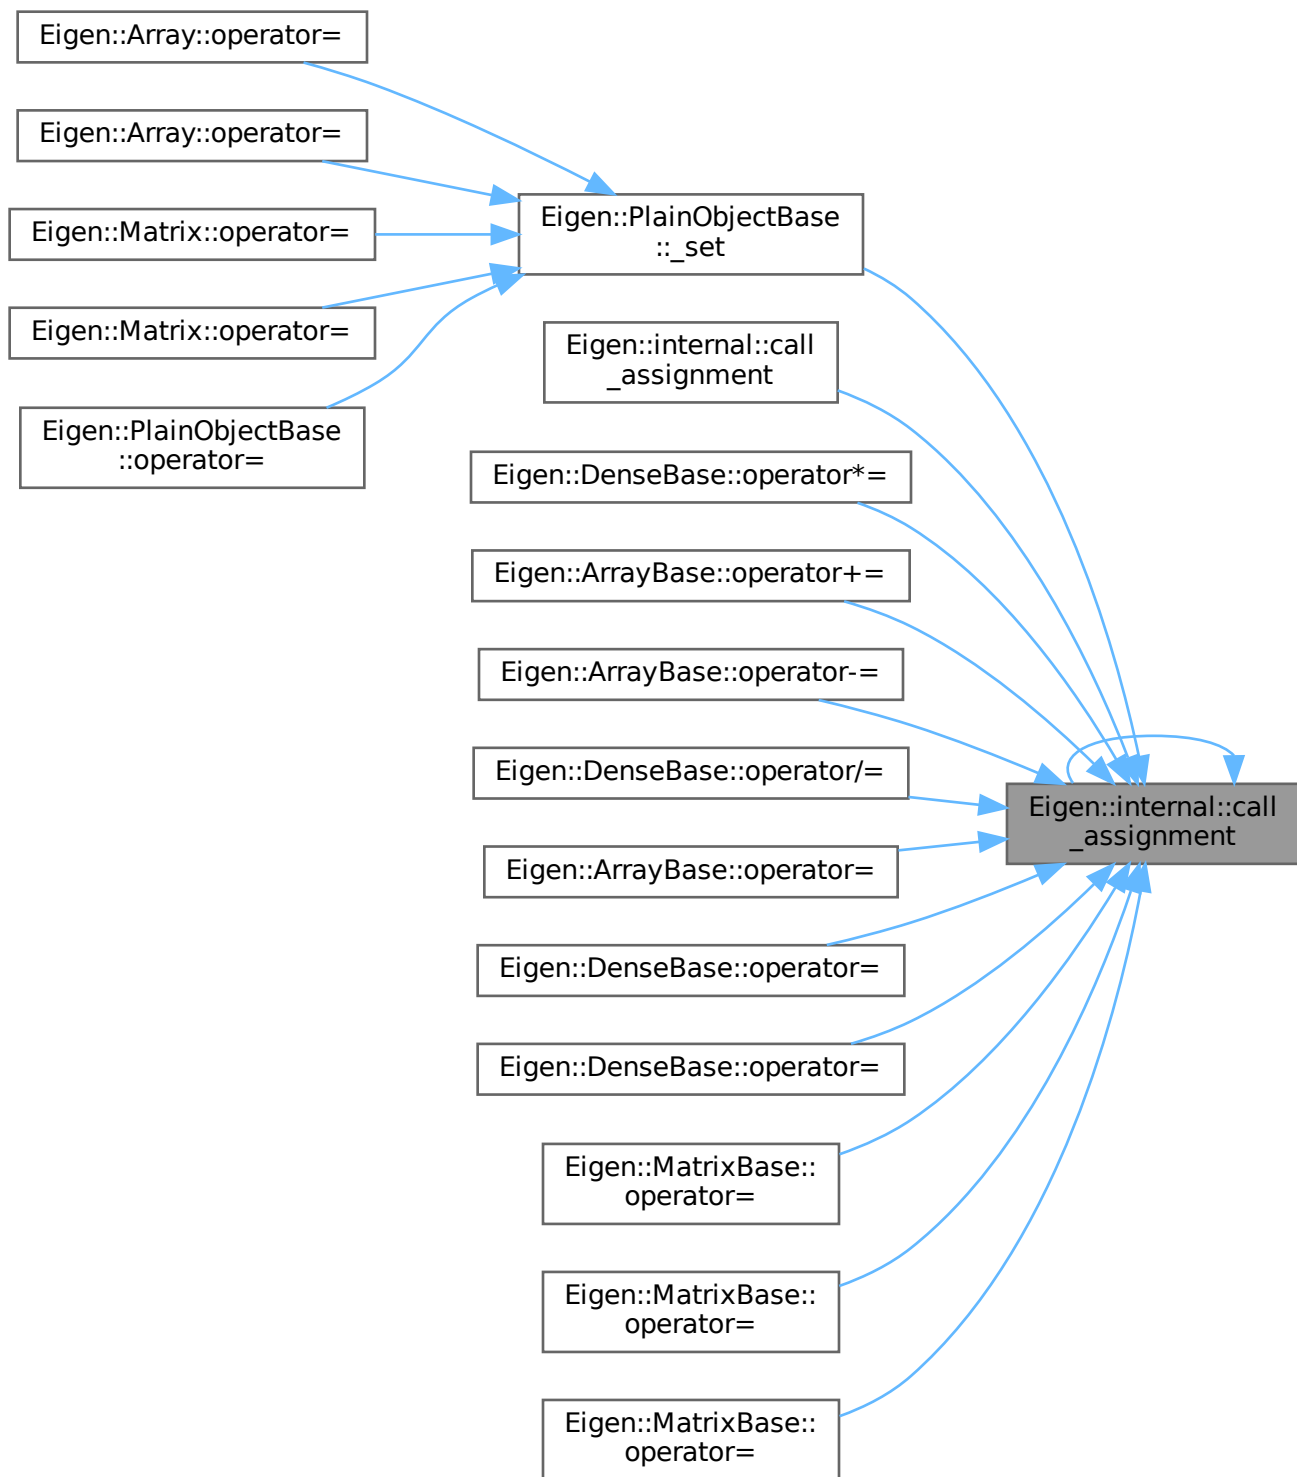 Eigen::Array::operator=
Eigen::Array::operator=
Eigen::Matrix::operator=
Eigen::Matrix::operator=
Eigen::PlainObjectBase
::operator=
Eigen::PlainObjectBase
::_set
Eigen::internal::call
_assignment
Eigen::DenseBase::operator*=
Eigen::ArrayBase::operator+=
Eigen::ArrayBase::operator-=
Eigen::DenseBase::operator/=
Eigen::ArrayBase::operator=
Eigen::DenseBase::operator=
Eigen::DenseBase::operator=
Eigen::MatrixBase::
operator=
Eigen::MatrixBase::
operator=
Eigen::MatrixBase::
operator=
Eigen::internal::call
_assignment